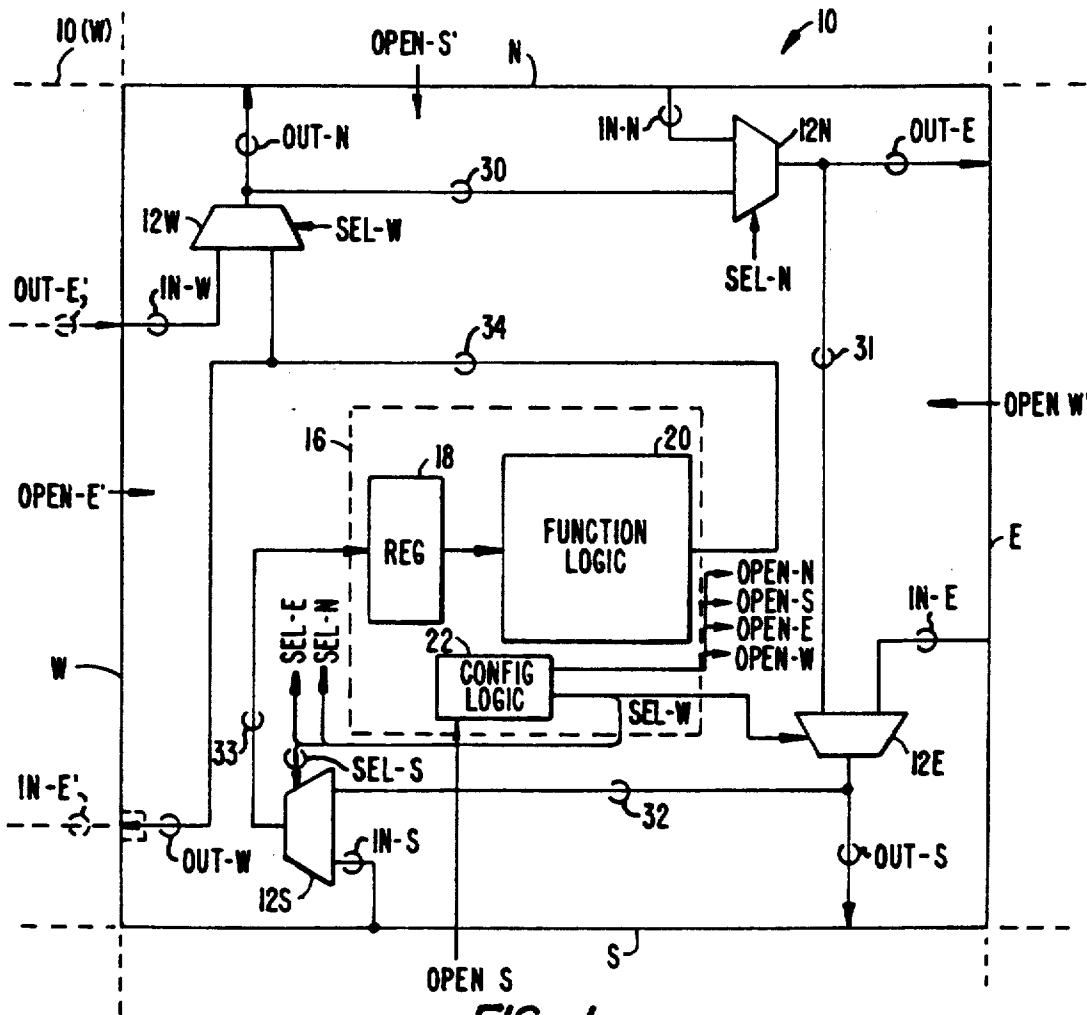 10(W)
OPEN-S'
N
10
IN-N
12N
OUT-E
OUT-N
30
12W
SEL-W
SEL-N
OUT-E'
IN-W
34
31
OPEN W'
16
18
20
OPEN-E'
REG
FUNCTION
LOGIC
E
OPEN-N
OPEN-S
OPEN-E
OPEN-W
IN-E
SEL-E
SEL-N
22
CONFIG
LOGIC
W
SEL-W
33
SEL-S
12E
IN-E'
32
OUT-W
IN-S
OUT-S
12S
S
OPEN S